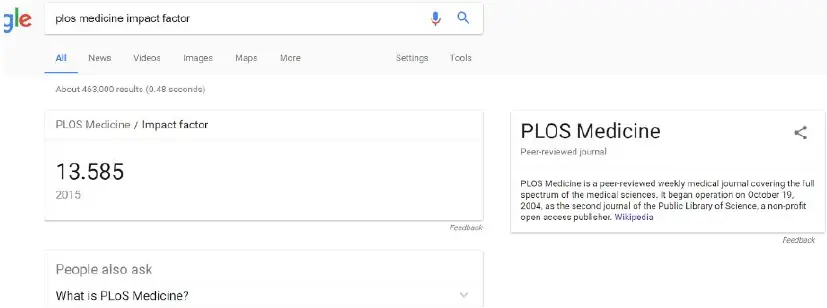 gle
plos medicine impact factor
All News Videos Images Maps More Settings Tools
About 463,000 results (0.48 seconds)
PLOS Medicine / Impact factor
13.585
2015
Feedback
People also ask
What is PLoS Medicine?
PLOS Medicine
Peer-reviewed journal
PLOS Medicine is a peer-reviewed weekly medical journal covering the full
spectrum of the medical sciences. It began operation on October 19,
2004, as the second journal of the Public Library of Science, a non-profit
open access publisher. Wikipedia
Feedback